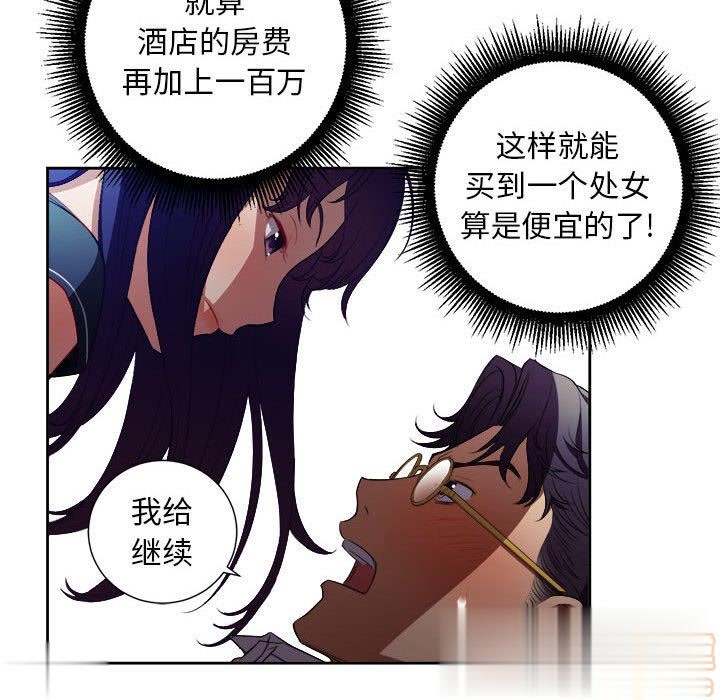 就算
酒店的房费
再加上一百万
这样就能
买到一个处女
算是便宜的了!
我给
继续